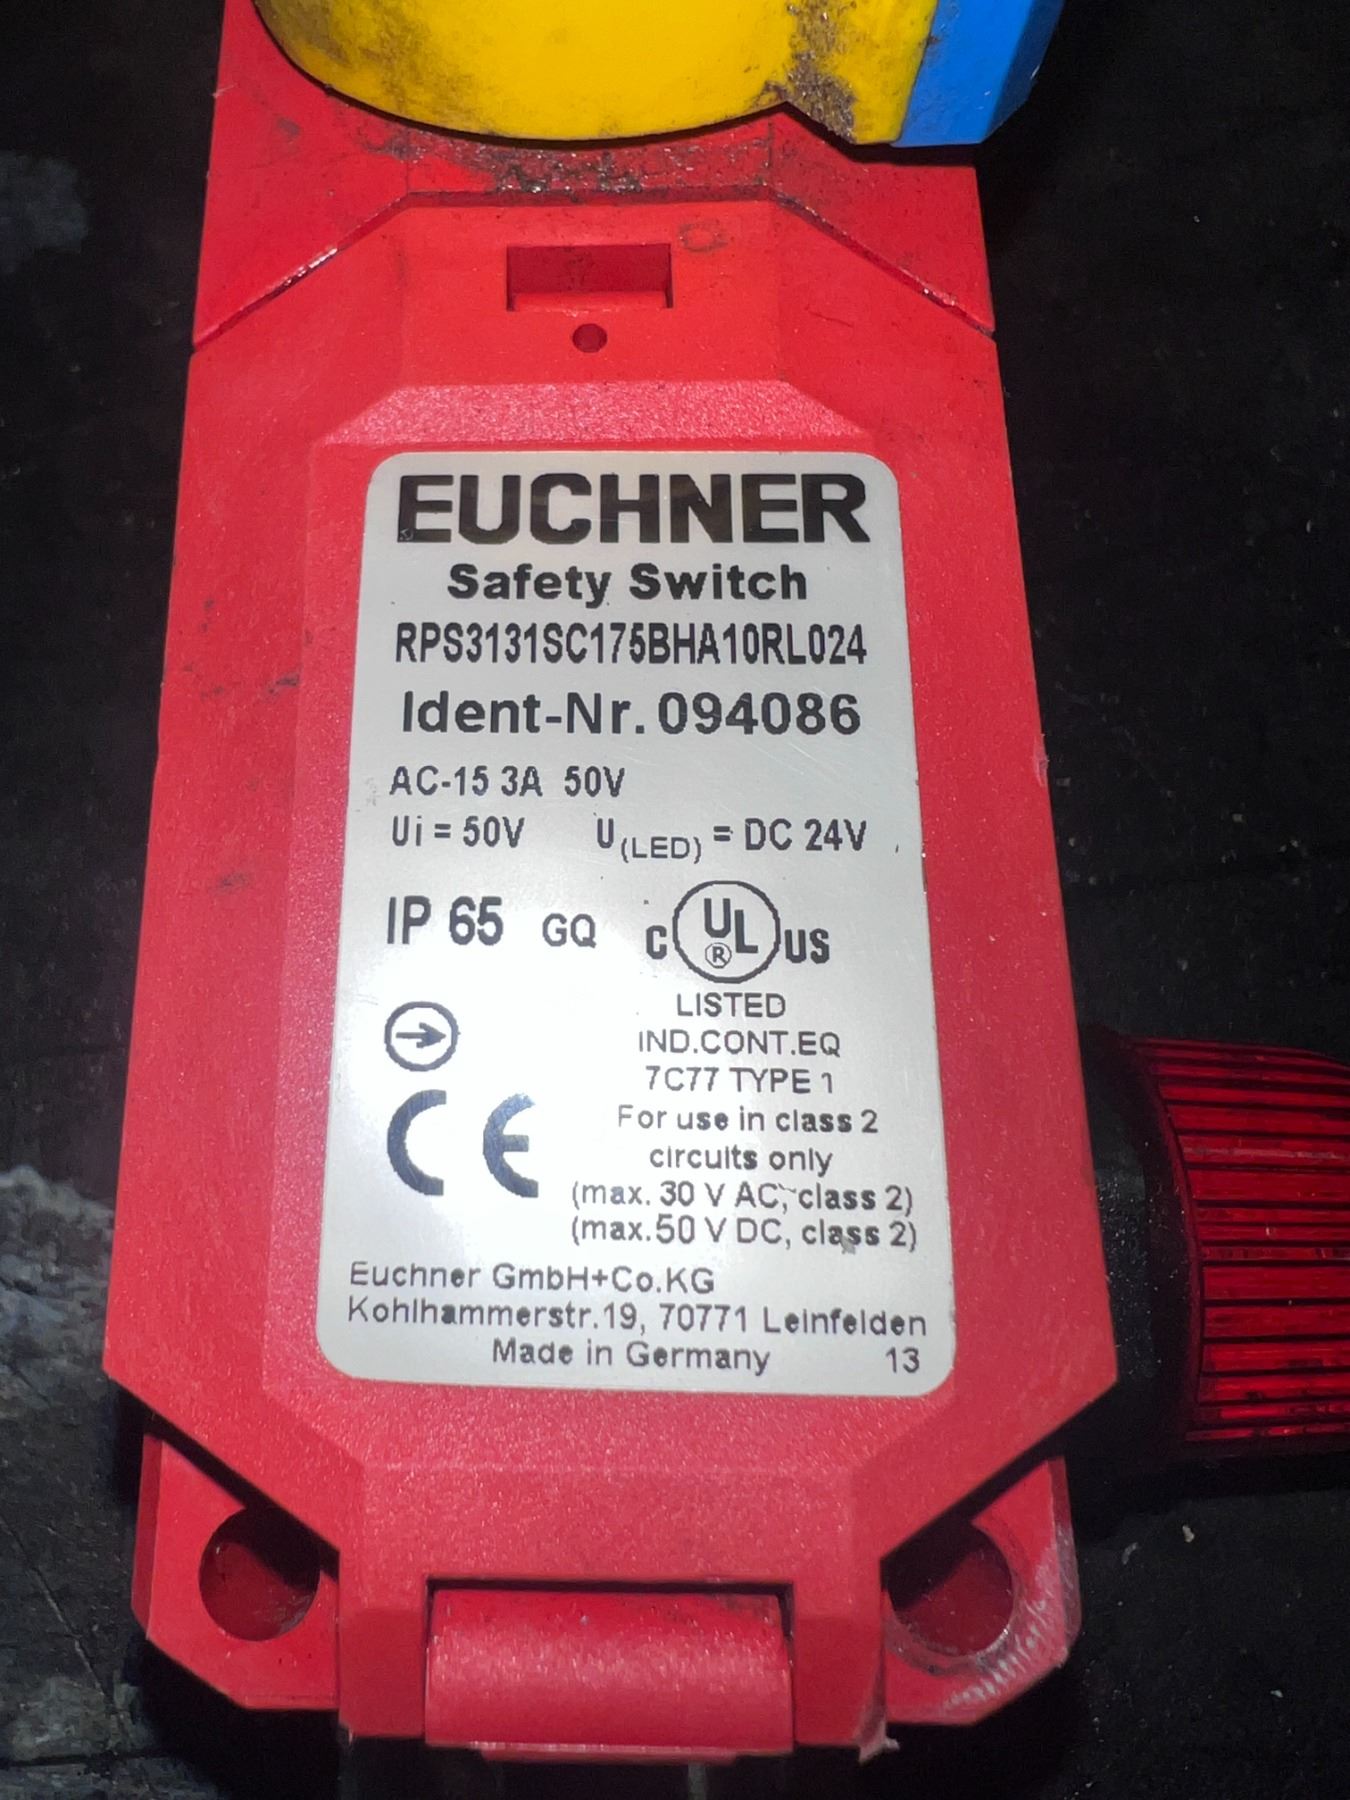 EUCHNER
Safety Switch
RPS3131SC175BHA10RL024
Ident-Nr. 094086
AC-15 3A 50V
Ui = 50V U(LED) = DC 24V
IP 65 GQ C UL ® US
LISTED
IND.CONT.EQ
7C77 TYPE 1
CE
For use in class 2
circuits only
(max. 30 V AC, class 2)
(max.50 V DC, class 2)
Euchner GmbH+Co.KG
Kohlhammerstr.19, 70771 Leinfelden
Made in Germany 13